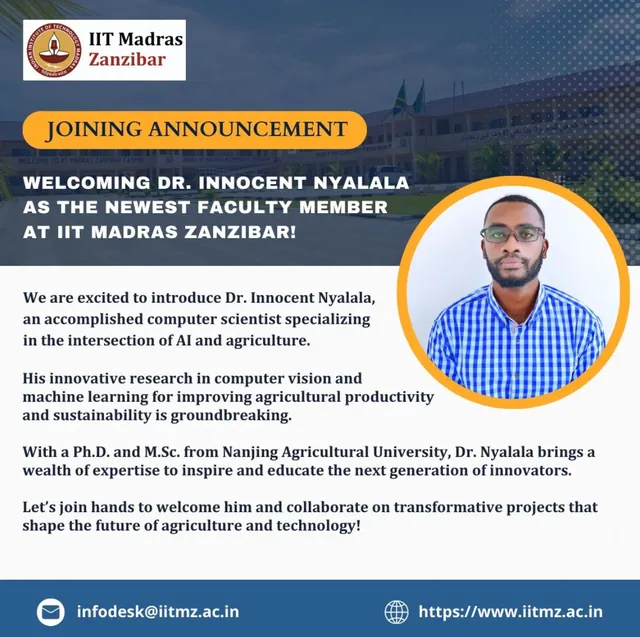 IIT Madras
Zanzibar
JOINING ANNOUNCEMENT
WELCOMING DR. INNOCENT NYALALA
AS THE NEWEST FACULTY MEMBER
AT IIT MADRAS ZANZIBAR!
We are excited to introduce Dr. Innocent Nyalala,
an accomplished computer scientist specializing
in the intersection of AI and agriculture.
His innovative research in computer vision and
machine learning for improving agricultural productivity
and sustainability is groundbreaking.
With a Ph.D. and M.Sc. from Nanjing Agricultural University, Dr. Nyalala brings a
wealth of expertise to inspire and educate the next generation of innovators.
Let’s join hands to welcome him and collaborate on transformative projects that
shape the future of agriculture and technology!
infodesk@iitmz.ac.in
https://www.iitmz.ac.in